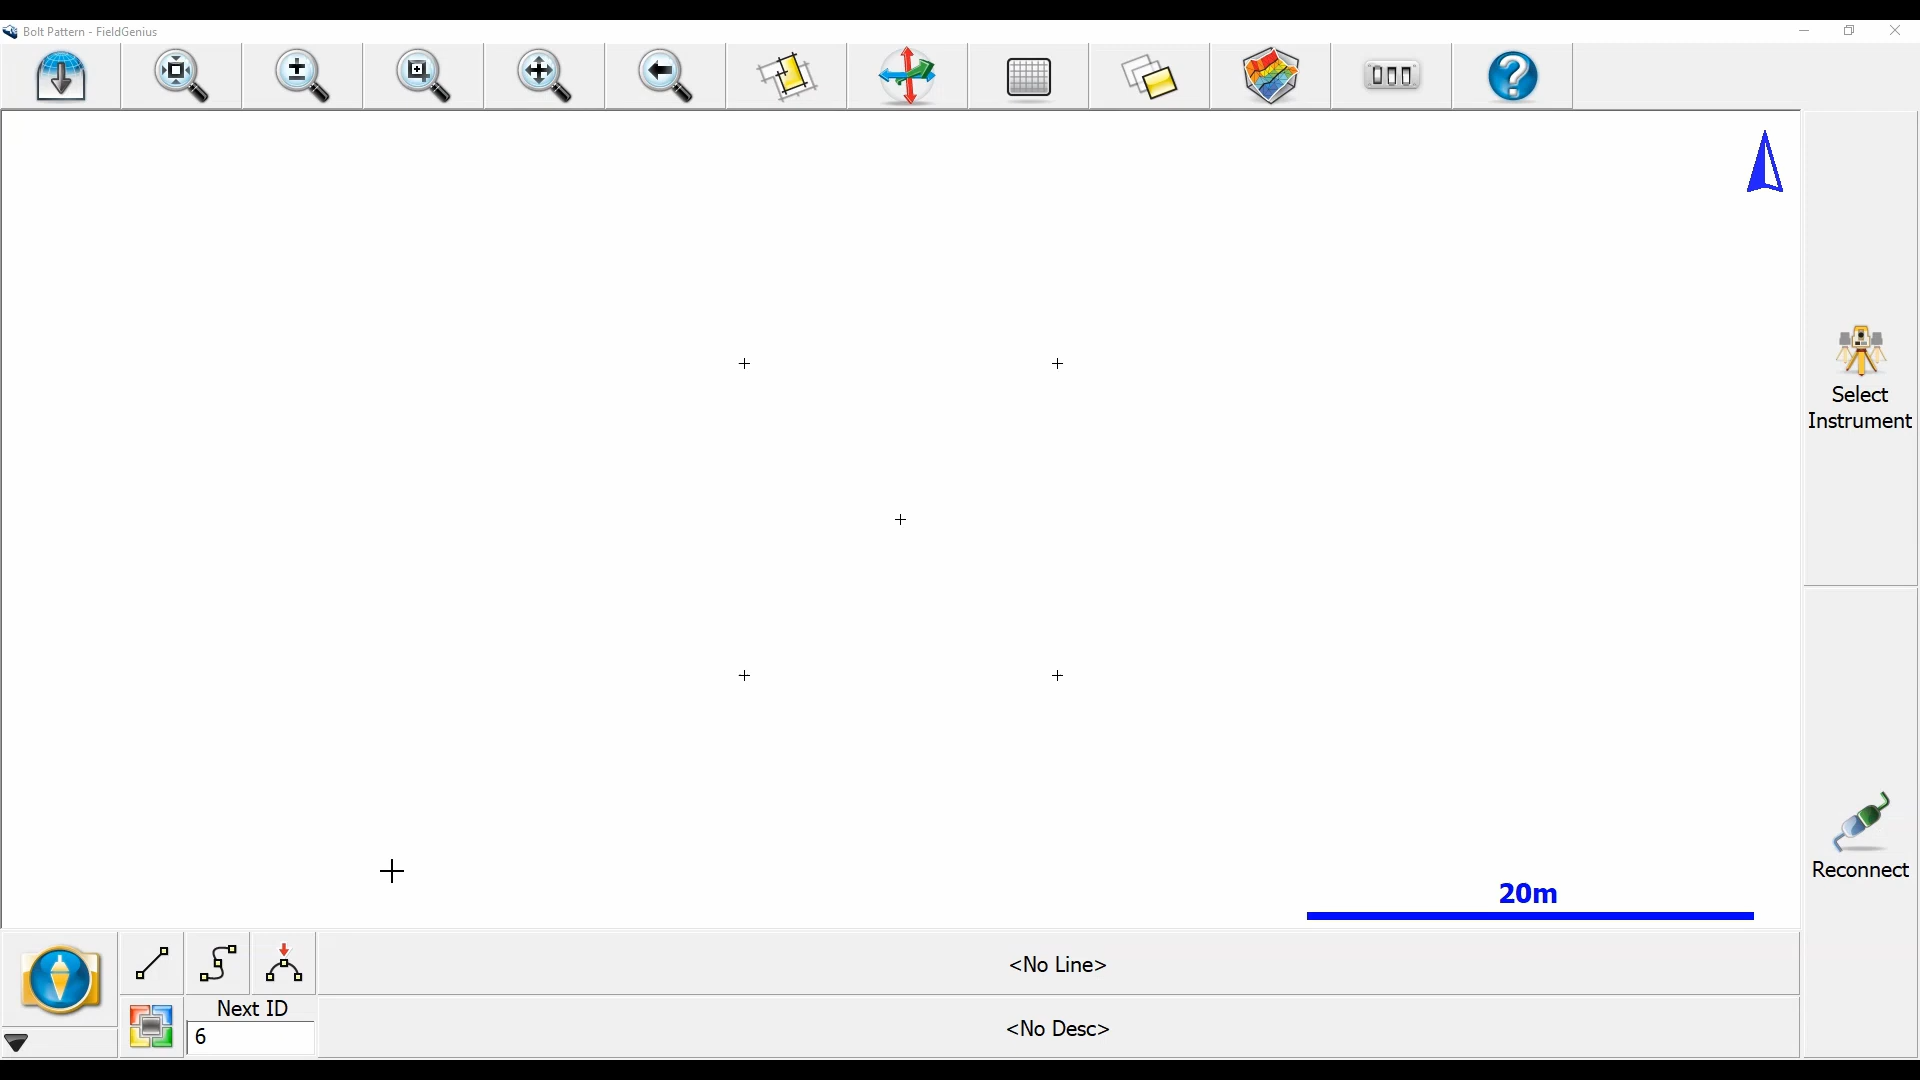 Bolt Pattern - FieldGenius
Select
Instrument
20m
Reconnect
<No Line>
Next ID
6
<No Desc>